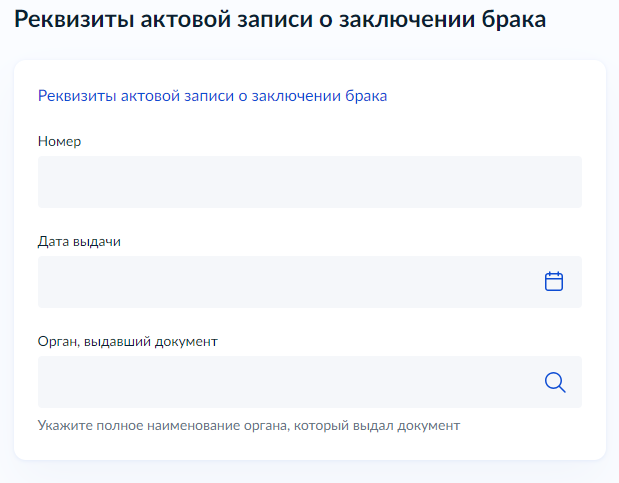 Реквизиты актовой записи о заключении брака
Реквизиты актовой записи о заключении брака
Номер
Дата выдачи
Орган, выдавший документ
Укажите полное наименование органа, который выдал документ